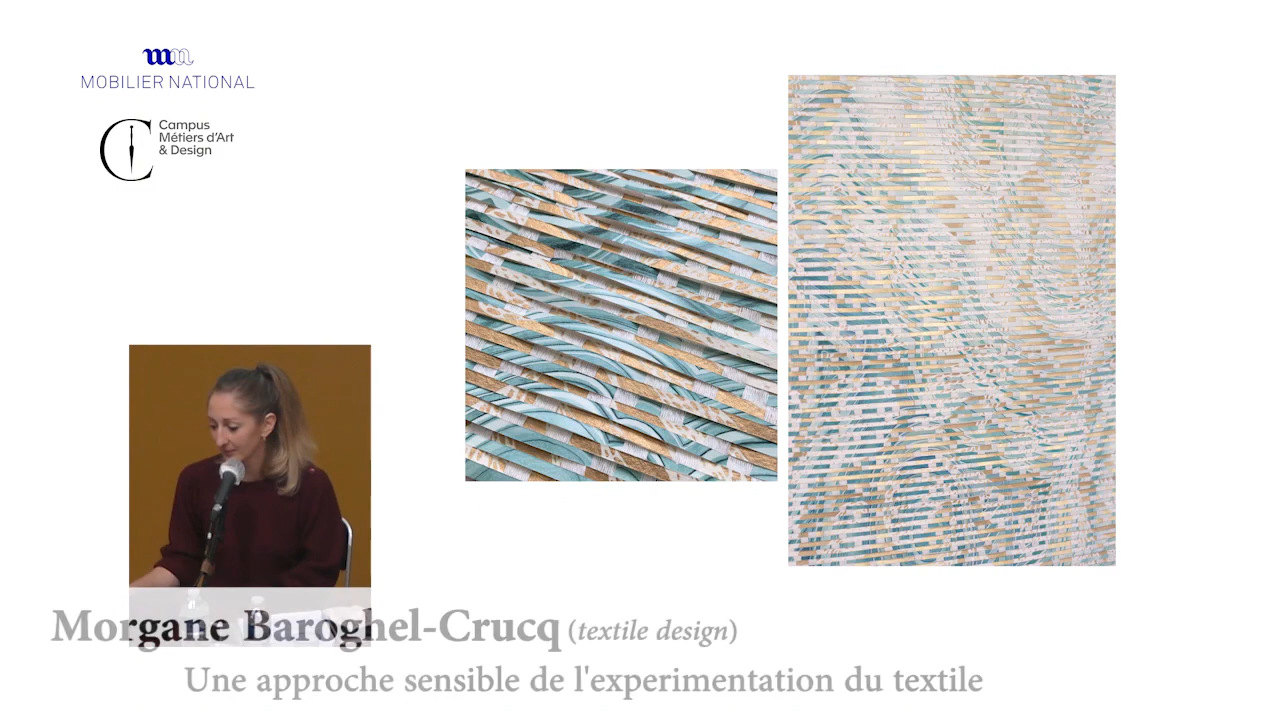 MOBILIER NATIONAL
Campus
Métiers d'Art
& Design
Morgane Baroghel-Crucq (textile design)
Une approche sensible de l'experimentation du textile